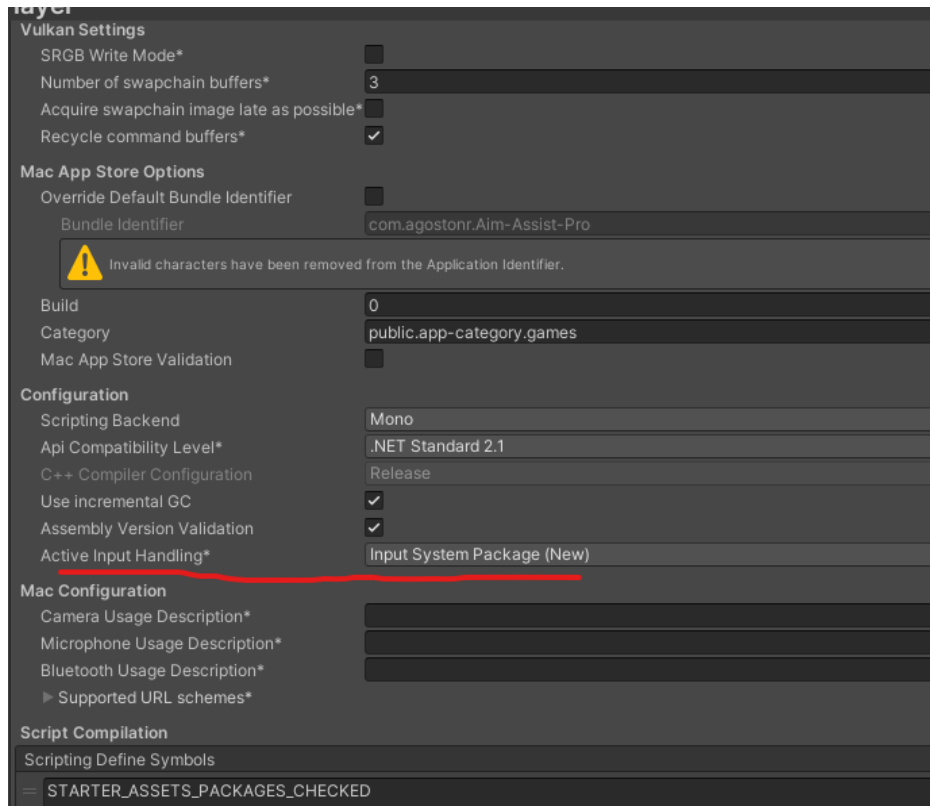 layer
Vulkan Settings
SRGB Write Mode*
Number of swapchain buffers* 3
Acquire swapchain image late as possible*
Recycle command buffers*
Mac App Store Options
Override Default Bundle Identifier
Bundle Identifier com.agostonr.Aim-Assist-Pro
Invalid characters have been removed from the Application Identifier.
Build 0
Category public.app-category.games
Mac App Store Validation
Configuration
Scripting Backend Mono
Api Compatibility Level* .NET Standard 2.1
C++ Compiler Configuration Release
Use incremental GC
Assembly Version Validation
Active Input Handling* Input System Package (New)
Mac Configuration
Camera Usage Description*
Microphone Usage Description*
Bluetooth Usage Description*
Supported URL schemes*
Script Compilation
Scripting Define Symbols
STARTER_ASSETS_PACKAGES_CHECKED